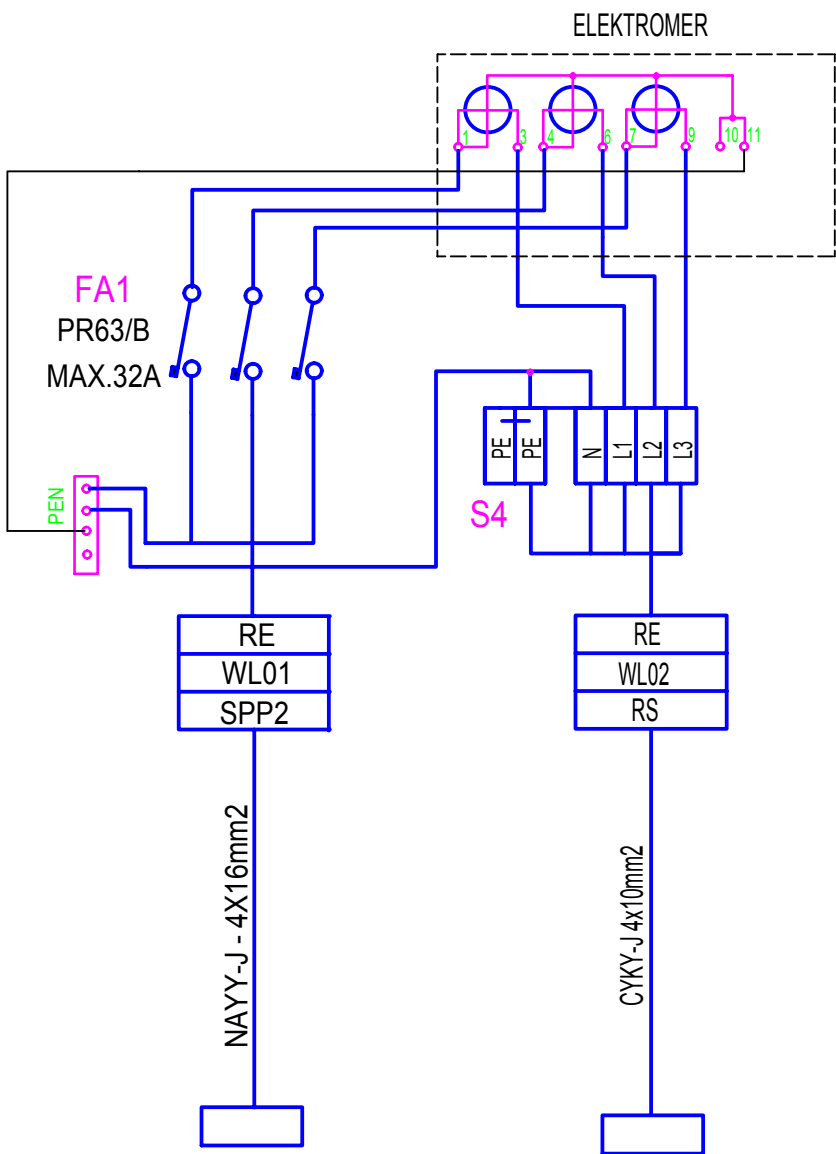 ELEKTROMER
1 3 4 6 7 9 10 11
FA1
PR63/B
MAX.32A
PEN
PE PE N L1 L2 L3
S4
RE
WL01
SPP2
RE
WL02
RS
NAYY-J - 4X16mm2
CYKY-J 4x10mm2